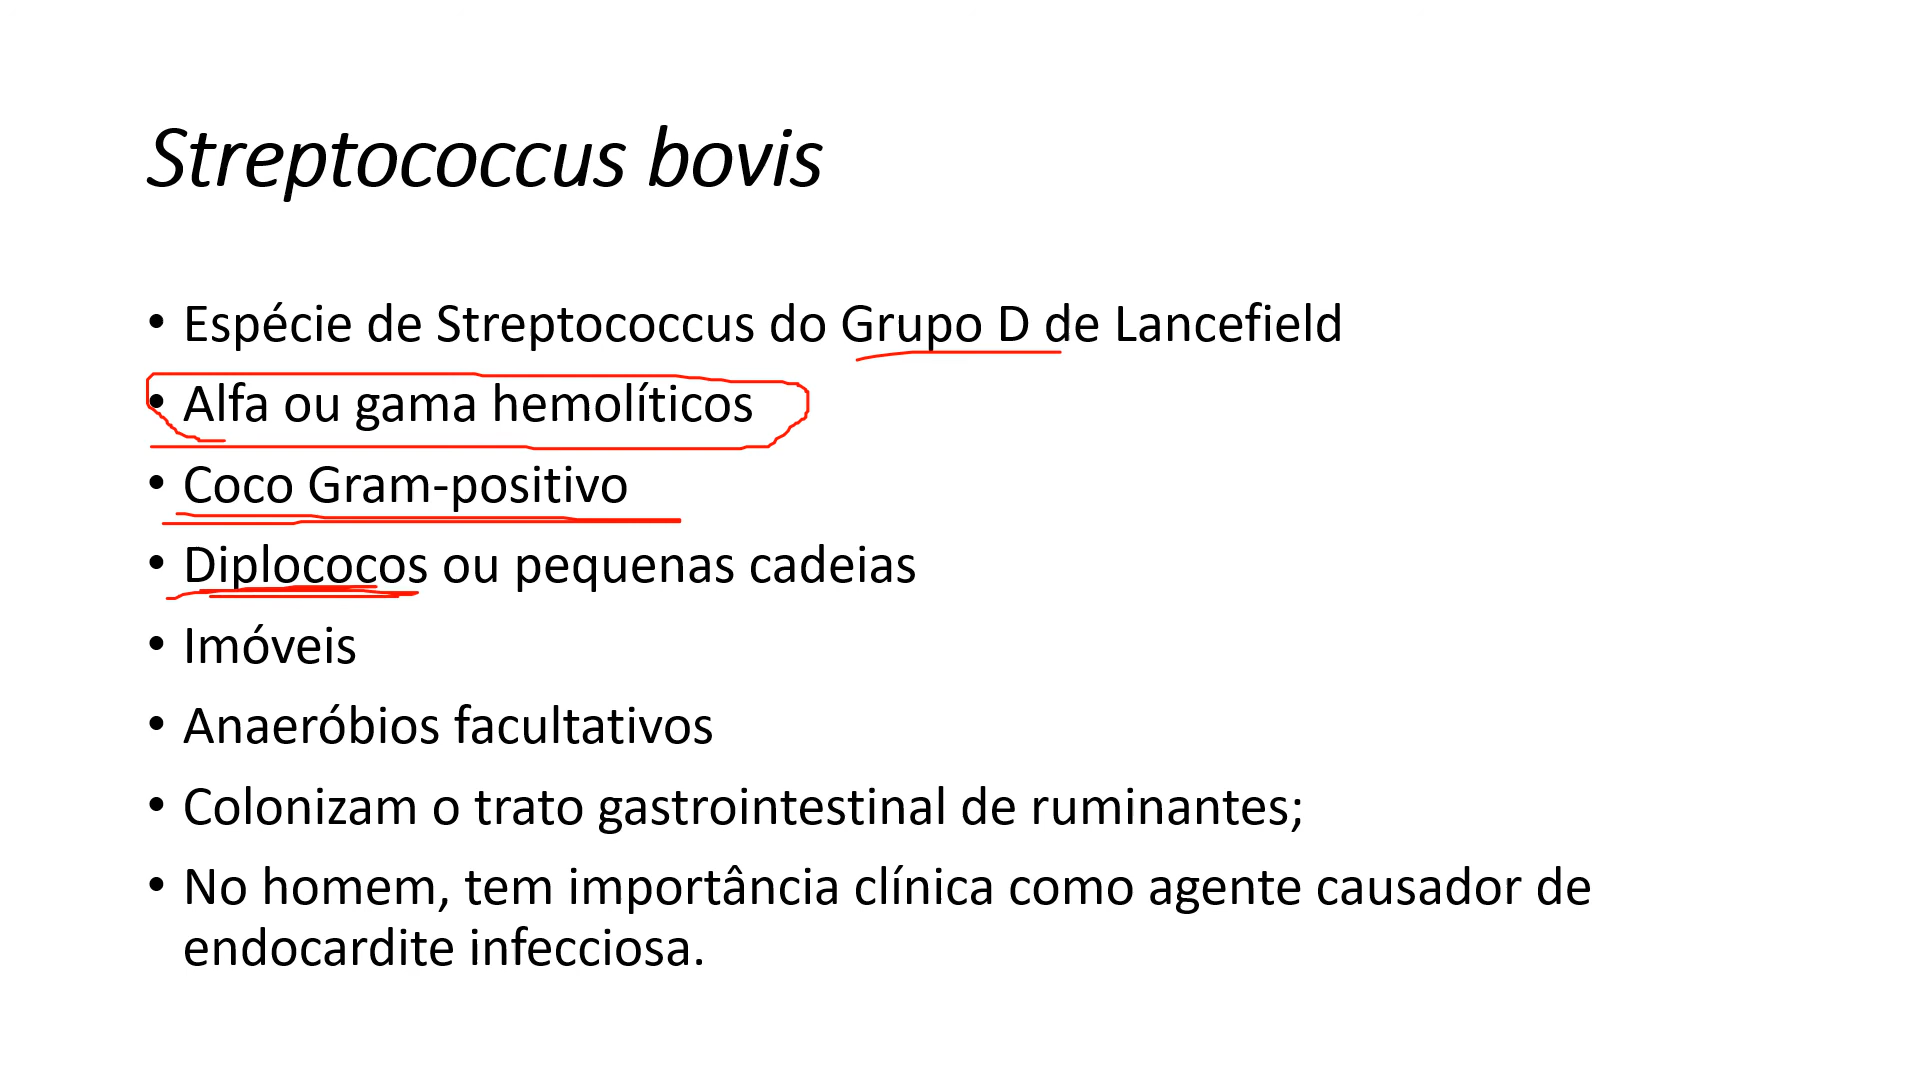 Streptococcus bovis
• Espécie de Streptococcus do Grupo D de Lancefield
• Alfa ou gama hemolíticos
• Coco Gram-positivo
• Diplococos ou pequenas cadeias
• Imóveis
• Anaeróbios facultativos
• Colonizam o trato gastrointestinal de ruminantes;
• No homem, tem importância clínica como agente causador de
endocardite infecciosa.